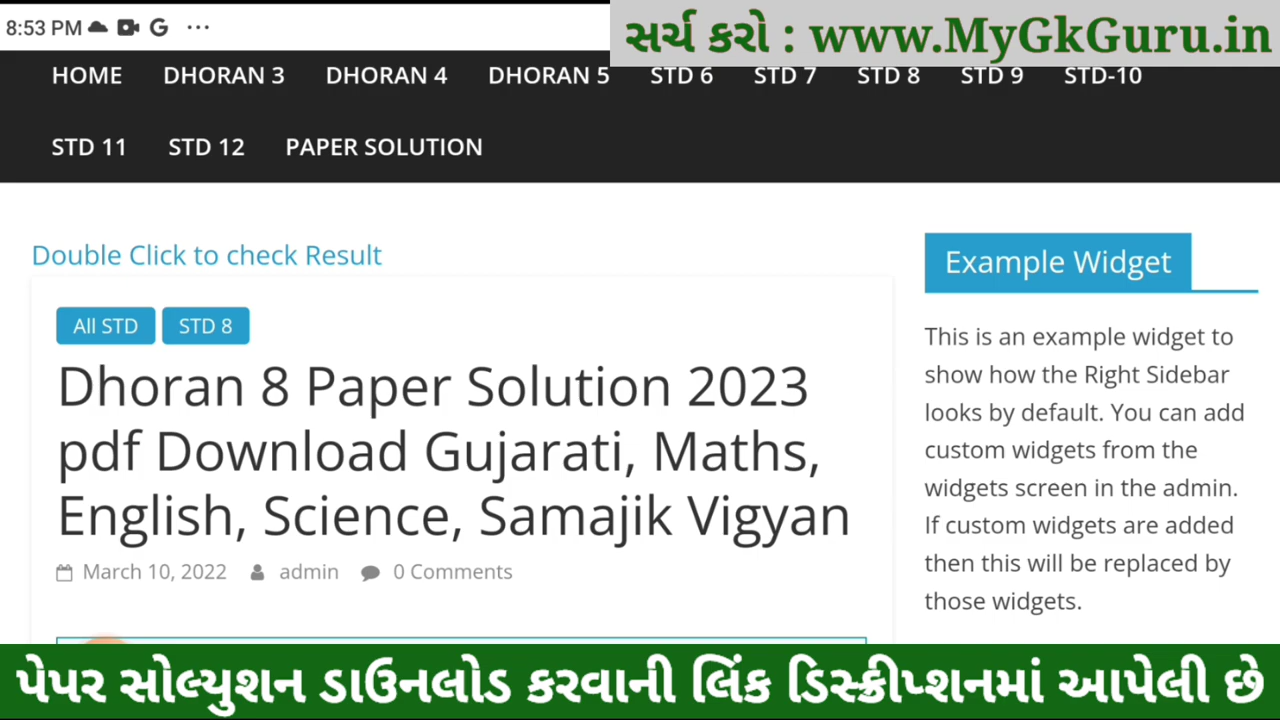 8:53 PM
સર્ચ કરો : www.MyGkGuru.in
HOME DHORAN 3 DHORAN 4 DHORAN 5 STD 6 STD 7 STD 8 STD 9 STD-10
STD 11 STD 12 PAPER SOLUTION
Double Click to check Result
All STD STD 8
Dhoran 8 Paper Solution 2023
pdf Download Gujarati, Maths,
English, Science, Samajik Vigyan
March 10, 2022 admin 0 Comments
Example Widget
This is an example widget to
show how the Right Sidebar
looks by default. You can add
custom widgets from the
widgets screen in the admin.
If custom widgets are added
then this will be replaced by
those widgets.
પેપર સોલ્યુશન ડાઉનલોડ કરવાની લિંક ડિસ્ક્રીપ્શનમાં આપેલી છે